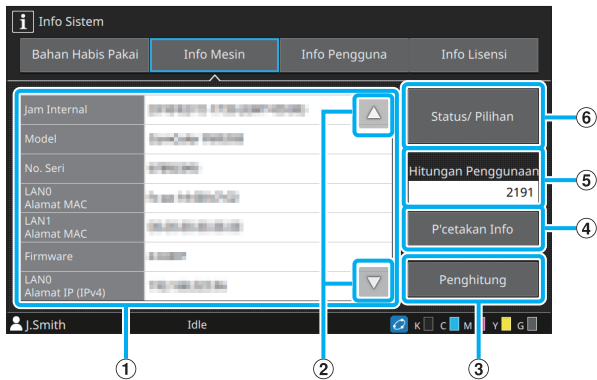 i Info Sistem
Bahan Habis Pakai Info Mesin Info Pengguna Info Lisensi
Jam Internal
Model
No. Seri
LAN0
Alamat MAC
LAN1
Alamat MAC
Firmware
LAN0
Alamat IP (IPv4)
Status/ Pilihan
Hitungan Penggunaan
2191
P'cetakan Info
Penghitung
6
5
4
J.Smith Idle K C M Y G
1 2 3